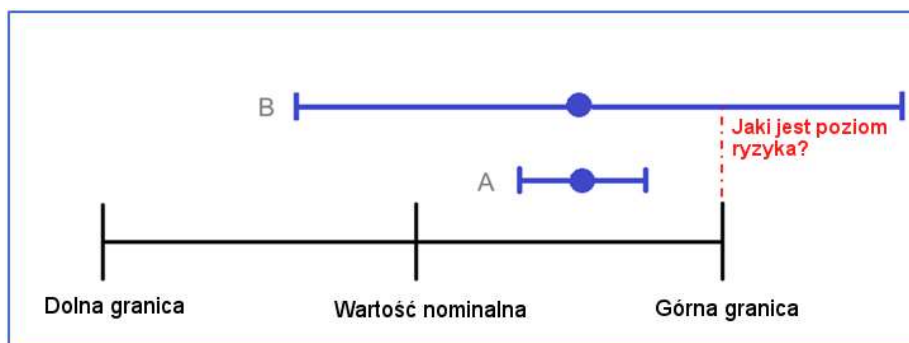 B
Jaki jest poziom
ryzyka?
A
Dolna granica
Wartość nominalna
Górna granica